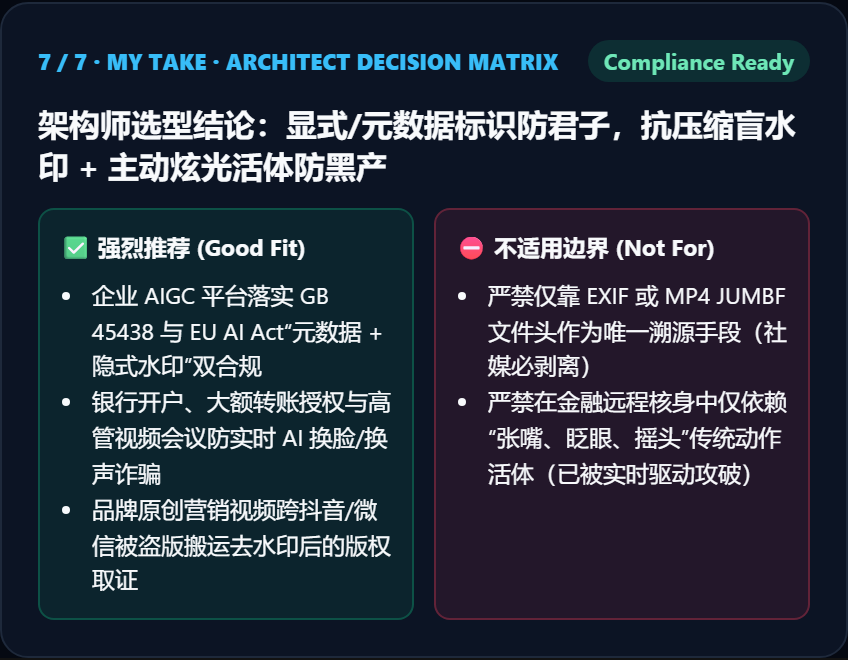 7 / 7 · MY TAKE · ARCHITECT DECISION MATRIX
Compliance Ready
架构师选型结论：显式/元数据标识防君子，抗压缩盲水
印 + 主动炫光活体防黑产
✅ 强烈推荐 (Good Fit)
• 企业 AIGC 平台落实 GB
45438 与 EU AI Act“元数据 +
隐式水印”双合规
• 银行开户、大额转账授权与高
管视频会议防实时 AI 换脸/换
声诈骗
• 品牌原创营销视频跨抖音/微
信被盗版搬运去水印后的版权
取证
⛔ 不适用边界 (Not For)
• 严禁仅靠 EXIF 或 MP4 JUMBF
文件头作为唯一溯源手段（社
媒必剥离）
• 严禁在金融远程核身中仅依赖
“张嘴、眨眼、摇头”传统动作
活体（已被实时驱动攻破）